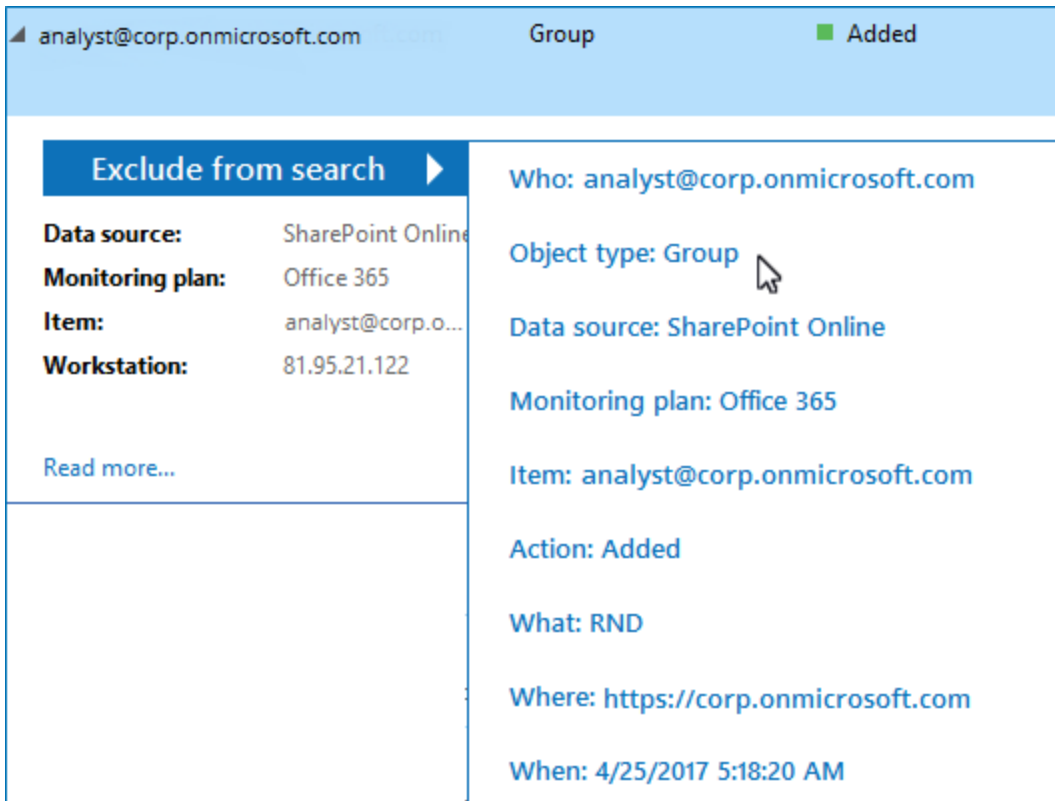 analyst@corp.onmicrosoft.com Group Added
Exclude from search
Data source: SharePoint Online
Monitoring plan: Office 365
Item: analyst@corp.o...
Workstation: 81.95.21.122
Read more...
Who: analyst@corp.onmicrosoft.com
Object type: Group
Data source: SharePoint Online
Monitoring plan: Office 365
Item: analyst@corp.onmicrosoft.com
Action: Added
What: RND
Where: https://corp.onmicrosoft.com
When: 4/25/2017 5:18:20 AM